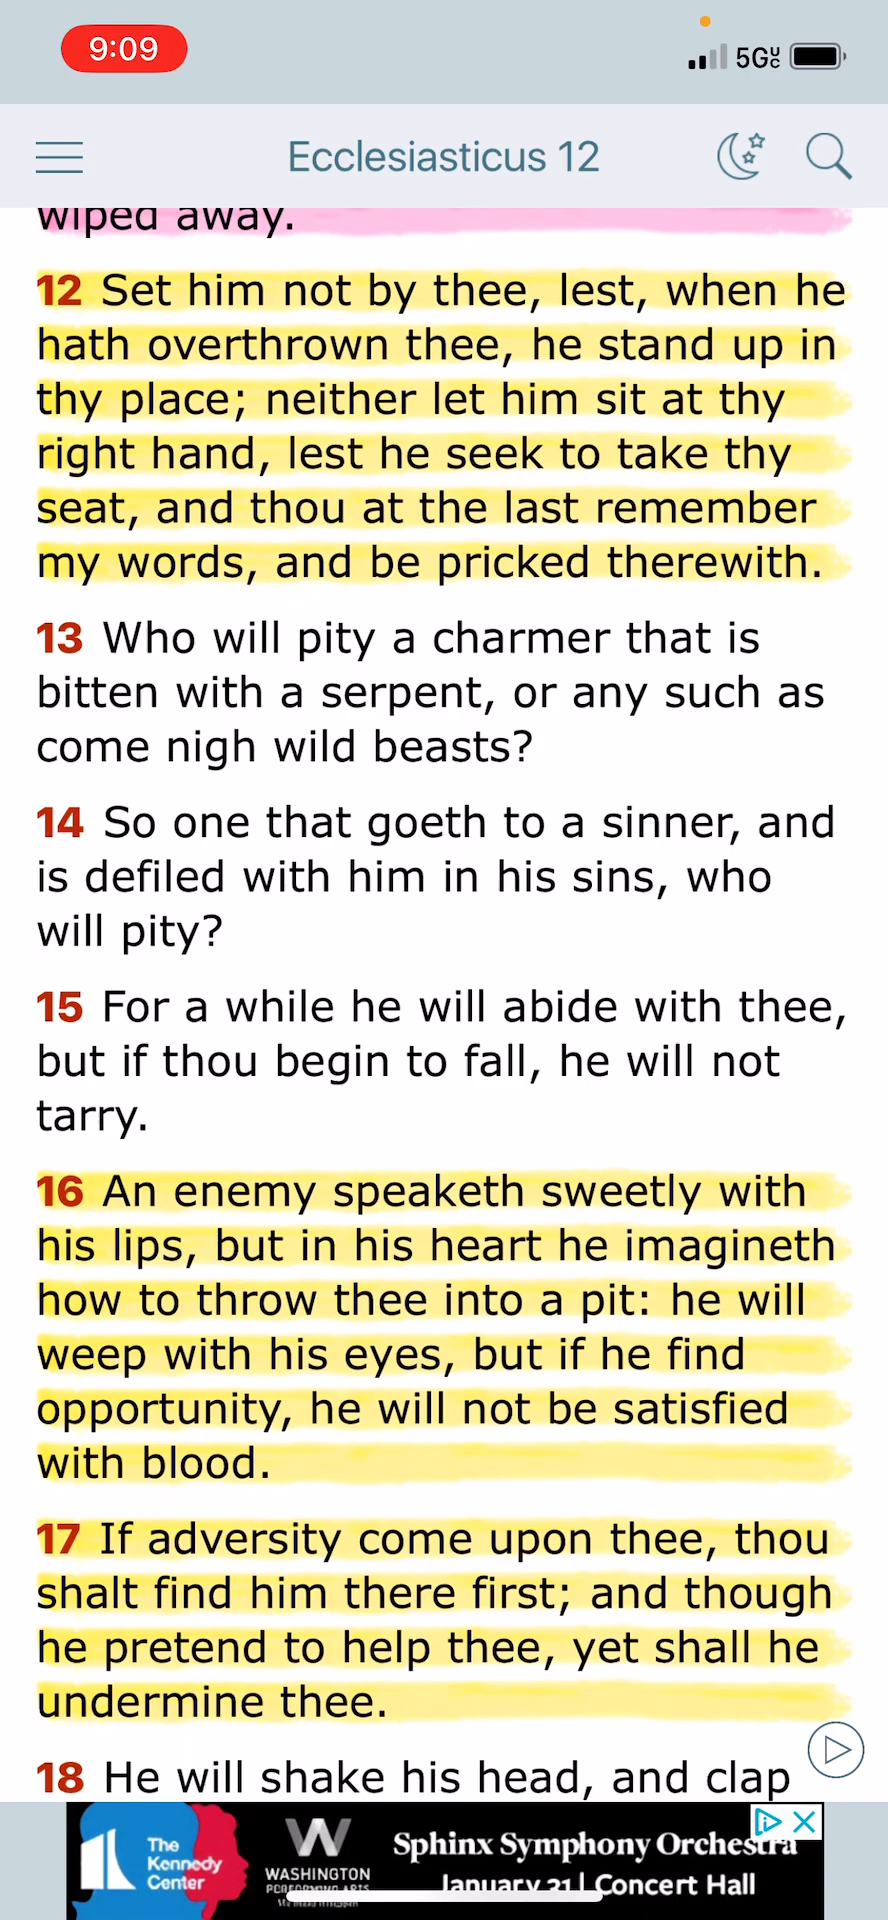 9:09
5G UC
Ecclesiasticus 12
wiped away.
12 Set him not by thee, lest, when he
hath overthrown thee, he stand up in
thy place; neither let him sit at thy
right hand, lest he seek to take thy
seat, and thou at the last remember
my words, and be pricked therewith.
13 Who will pity a charmer that is
bitten with a serpent, or any such as
come nigh wild beasts?
14 So one that goeth to a sinner, and
is defiled with him in his sins, who
will pity?
15 For a while he will abide with thee,
but if thou begin to fall, he will not
tarry.
16 An enemy speaketh sweetly with
his lips, but in his heart he imagineth
how to throw thee into a pit: he will
weep with his eyes, but if he find
opportunity, he will not be satisfied
with blood.
17 If adversity come upon thee, thou
shalt find him there first; and though
he pretend to help thee, yet shall he
undermine thee.
18 He will shake his head, and clap
The
Kennedy
Center
W
WASHINGTON
PERFORMING ARTS
Sphinx Symphony Orchestra
January 31 | Concert Hall